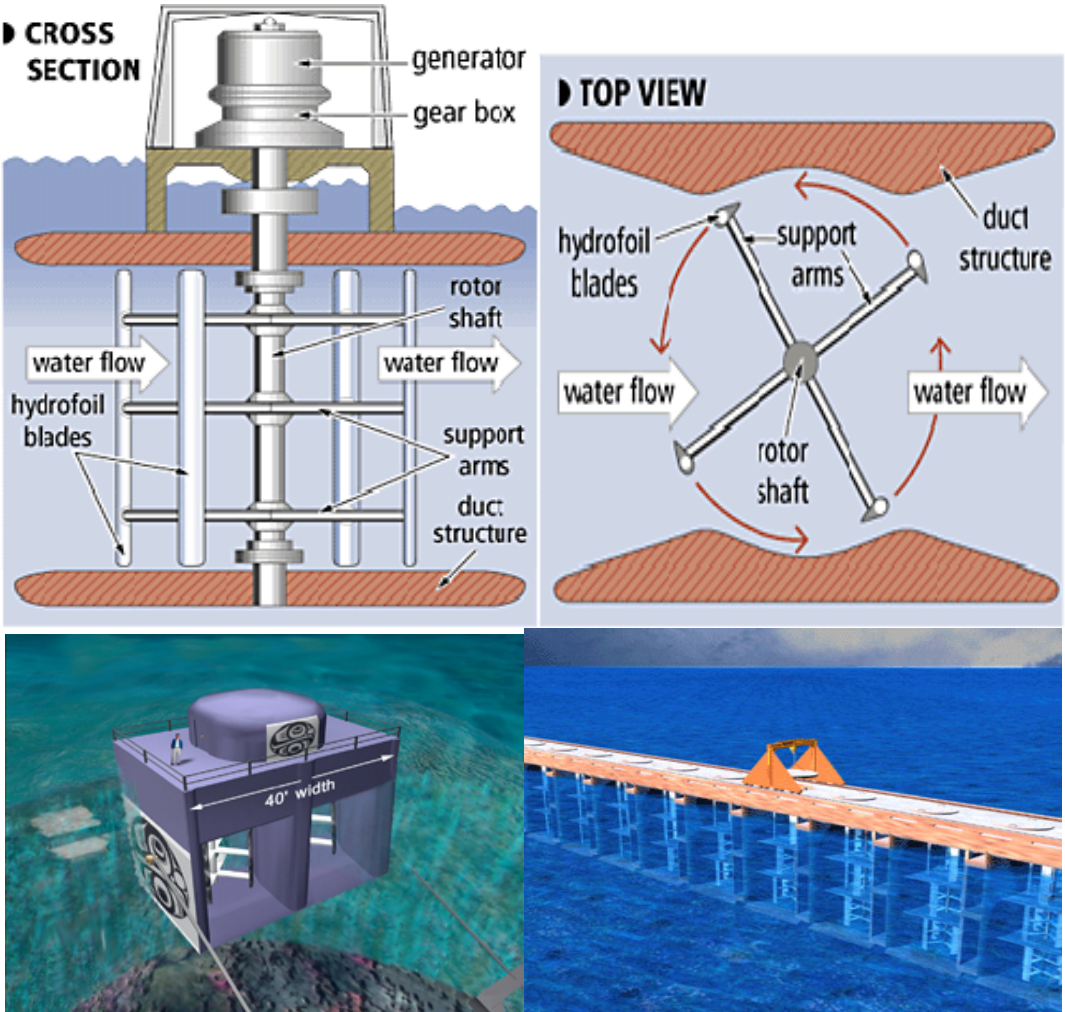 CROSS
SECTION
generator
gear box
rotor
shaft
water flow
water flow
hydrofoil
blades
support
arms
duct
structure
TOP VIEW
hydrofoil
blades
support
arms
duct
structure
water flow
water flow
rotor
shaft
40' width